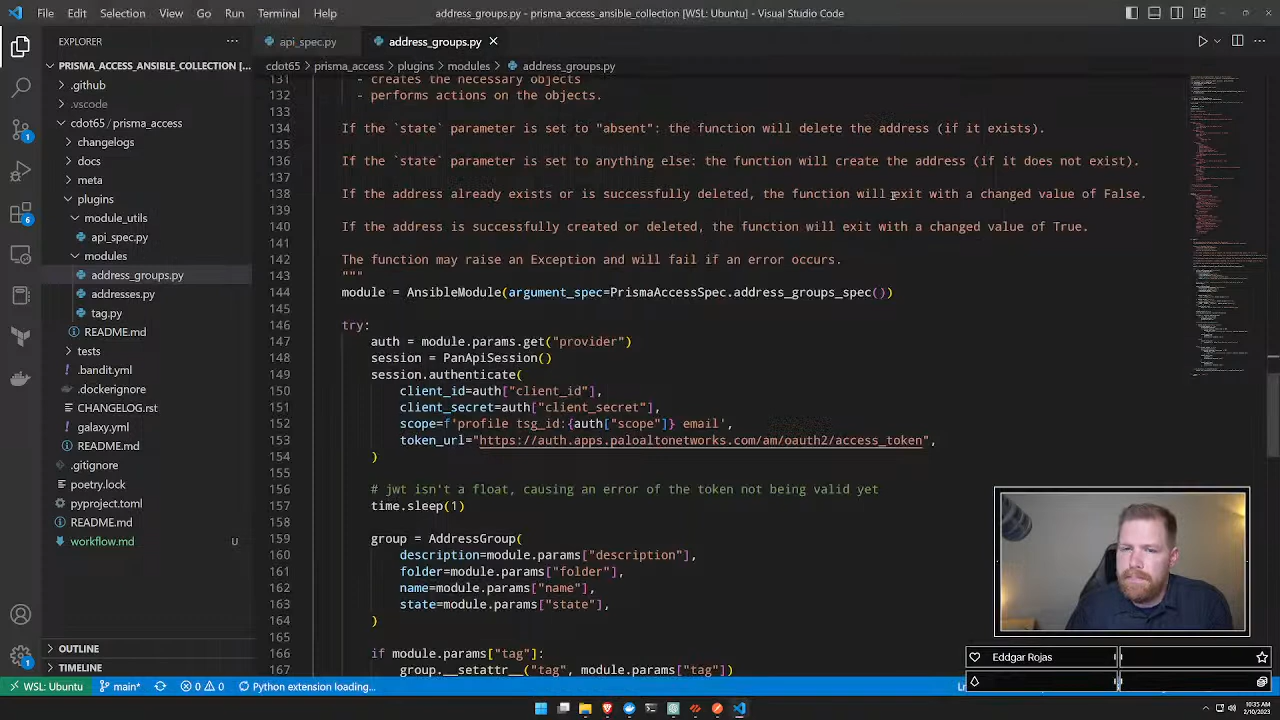 File Edit Selection View Go Run Terminal Help
address_groups.py - prisma_access_ansible_collection [WSL: Ubuntu] - Visual Studio Code
EXPLORER
api_spec.py
address_groups.py
PRISMA_ACCESS_ANSIBLE_COLLECTION [...
.github
.vscode
cdot65 / prisma_access
changelogs
docs
plugins
module_utils
api_spec.py
modules
address_groups.py
addresses.py
tag.py
README.md
tests
.darglint.yml
.dockerignore
CHANGELOG.rst
galaxy.yml
README.md
.gitignore
poetry.lock
pyproject.toml
README.md
workflow.md U
OUTLINE
TIMELINE
cdot65 > prisma_access > plugins > modules > address_groups.py
131 - creates the necessary objects
132 - performs actions on the objects.
133
134 If the `state` parameter is set to "absent": the function will delete the address (if it exists).
135
136 If the `state` parameter is set to anything else: the function will create the address (if it does not exist).
137
138 If the address already exists or is successfully deleted, the function will exit with a changed value of False.
139
140 If the address is successfully created or deleted, the function will exit with a changed value of True.
141
142 The function may raise an exception and will fail if an error occurs.
143 """
144 module = AnsibleModule(argument_spec=PrismaAccessSpec.address_group_spec())
145
146 try:
147 auth = module.params.get("provider")
148 session = PanApiSession()
149 session.authenticate(
150 client_id=auth["client_id"],
151 client_secret=auth["client_secret"],
152 scope=f'profile tsg_id:{auth["scope"]} email',
153 token_url="https://auth.apps.paloaltonetworks.com/am/oauth2/access_token",
154 )
155
156 # jwt isn't a float, causing an error of the token not being valid yet
157 time.sleep(1)
158
159 group = AddressGroup(
160 description=module.params["description"],
161 folder=module.params["folder"],
162 name=module.params["name"],
163 state=module.params["state"],
164 )
165
166 if module.params["tag"]:
167 group.__setattr__("tag", module.params["tag"])
Eddgar Rojas
WSL: Ubuntu main* 0 0 Python extension loading...
10:35 AM
2/10/2023